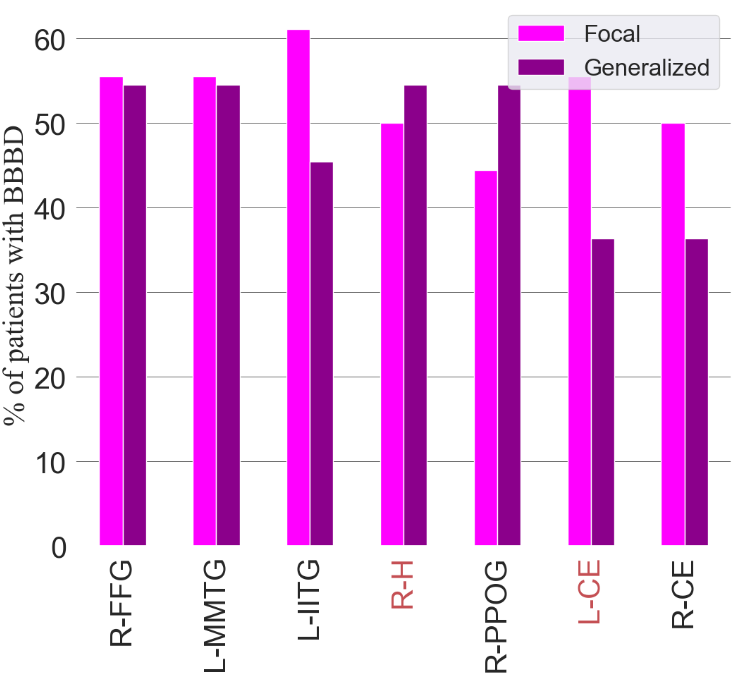 Focal
Generalized
% of patients with BBBD
60
50
40
30
20
10
0
R-FFG
L-MMTG
L-IITG
R-H
R-PPOG
L-CE
R-CE